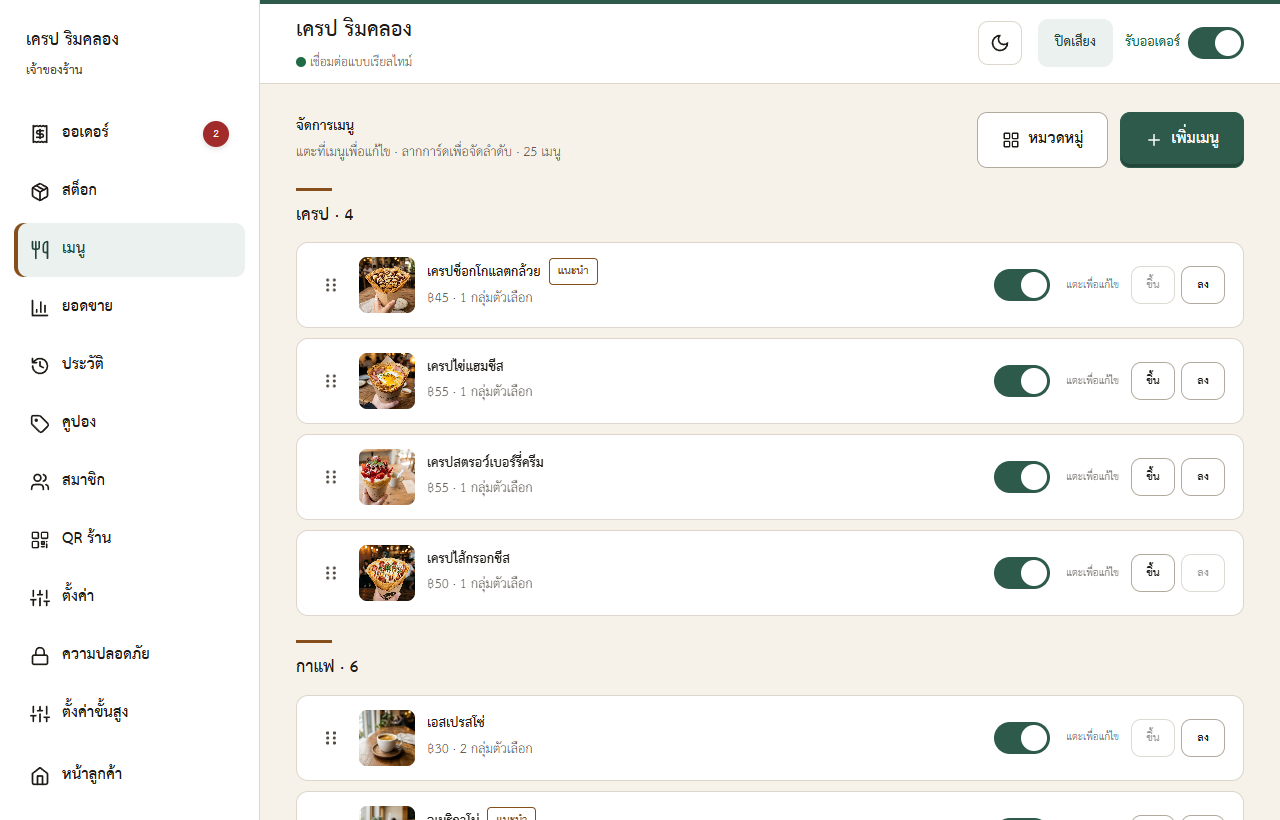 เครป ริมคลอง
เจ้าของร้าน
ออเดอร์ 2
สต็อก
เมนู
ยอดขาย
ประวัติ
คูปอง
สมาชิก
QR ร้าน
ตั้งค่า
ความปลอดภัย
ตั้งค่าขั้นสูง
หน้าลูกค้า
เครป ริมคลอง
เชื่อมต่อแบบเรียลไทม์
ปิดเสียง
รับออเดอร์
จัดการเมนู
แตะที่เมนูเพื่อแก้ไข · ลากการ์ดเพื่อจัดลำดับ · 25 เมนู
หมวดหมู่
เพิ่มเมนู
เครป · 4
เครปช็อกโกแลตกล้วย แนะนำ
฿45 · 1 กลุ่มตัวเลือก
แตะเพื่อแก้ไข ขึ้น ลง
เครปไข่แฮมชีส
฿55 · 1 กลุ่มตัวเลือก
แตะเพื่อแก้ไข ขึ้น ลง
เครปสตรอว์เบอร์รี่ครีม
฿55 · 1 กลุ่มตัวเลือก
แตะเพื่อแก้ไข ขึ้น ลง
เครปไส้กรอกชีส
฿50 · 1 กลุ่มตัวเลือก
แตะเพื่อแก้ไข ขึ้น ลง
กาแฟ · 6
เอสเปรสโซ่
฿30 · 2 กลุ่มตัวเลือก
แตะเพื่อแก้ไข ขึ้น ลง
อเมริกาโน่ แนะนำ